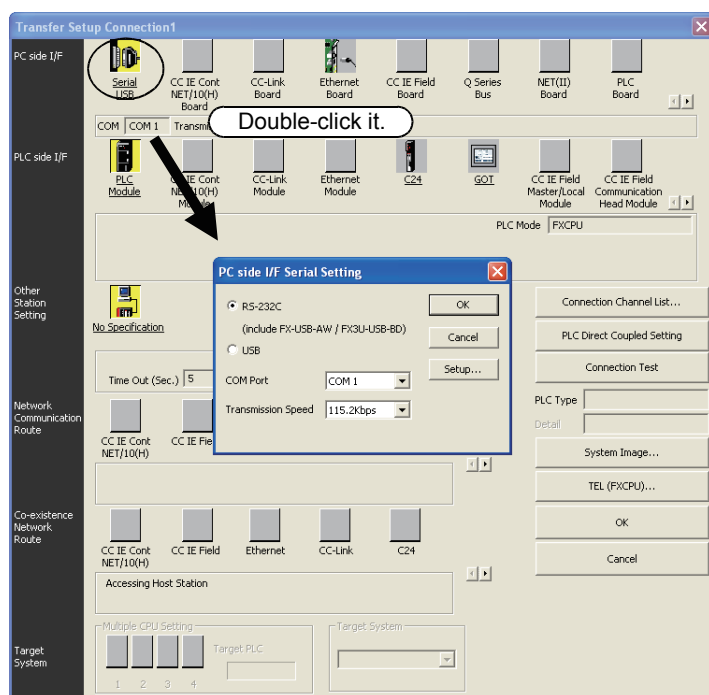 Transfer Setup Connection1
PC side I/F
Serial
USB
CC IE Cont
NET/10(H)
Board
CC-Link
Board
Ethernet
Board
CC IE Field
Board
Q Series
Bus
NET(II)
Board
PLC
Board
COM COM 1
Double-click it.
PLC side I/F
PLC
Module
CC IE Cont
NET/10(H)
Module
CC-Link
Module
Ethernet
Module
C24
GOT
CC IE Field
Master/Local
Module
CC IE Field
Communication
Head Module
PLC Mode FXCPU
PC side I/F Serial Setting
RS-232C
(include FX-USB-AW / FX3U-USB-BD)
USB
COM Port COM 1
Transmission Speed 115.2Kbps
OK
Cancel
Setup...
Other
Station
Setting
No Specification
Time Out (Sec.) 5
Connection Channel List...
PLC Direct Coupled Setting
Connection Test
PLC Type
Detail
System Image...
TEL (FXCPU)...
OK
Cancel
Network
Communication
Route
CC IE Cont
NET/10(H)
CC IE Fie
Co-existence
Network
Route
CC IE Cont
NET/10(H)
CC IE Field
Ethernet
CC-Link
C24
Accessing Host Station
Target
System
Multiple CPU Setting
1 2 3 4
Target PLC
Target System